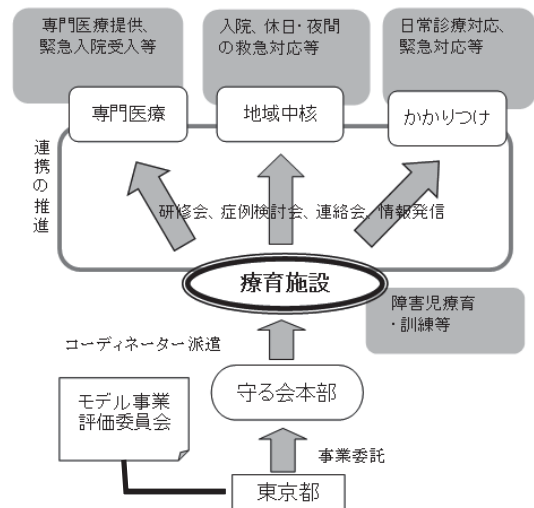 専門医療提供、
緊急入院受入等
入院、休日・夜間
の救急対応等
日常診療対応、
緊急対応等
専門医療
地域中核
かかりつけ
連携の推進
研修会、症例検討会、連絡会、情報発信
療育施設
障害児療育
・訓練等
コーディネーター派遣
守る会本部
モデル事業
評価委員会
事業委託
東京都